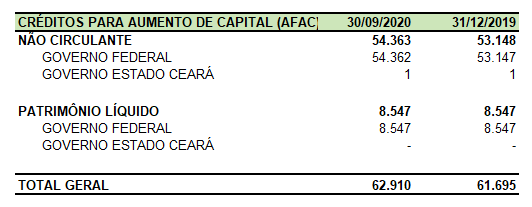 CRÉDITOS PARA AUMENTO DE CAPITAL (AFAC) 30/09/2020 31/12/2019
NÃO CIRCULANTE 54.363 53.148
GOVERNO FEDERAL 54.362 53.147
GOVERNO ESTADO CEARÁ 1 1
PATRIMÔNIO LÍQUIDO 8.547 8.547
GOVERNO FEDERAL 8.547 8.547
GOVERNO ESTADO CEARÁ - -
TOTAL GERAL 62.910 61.695